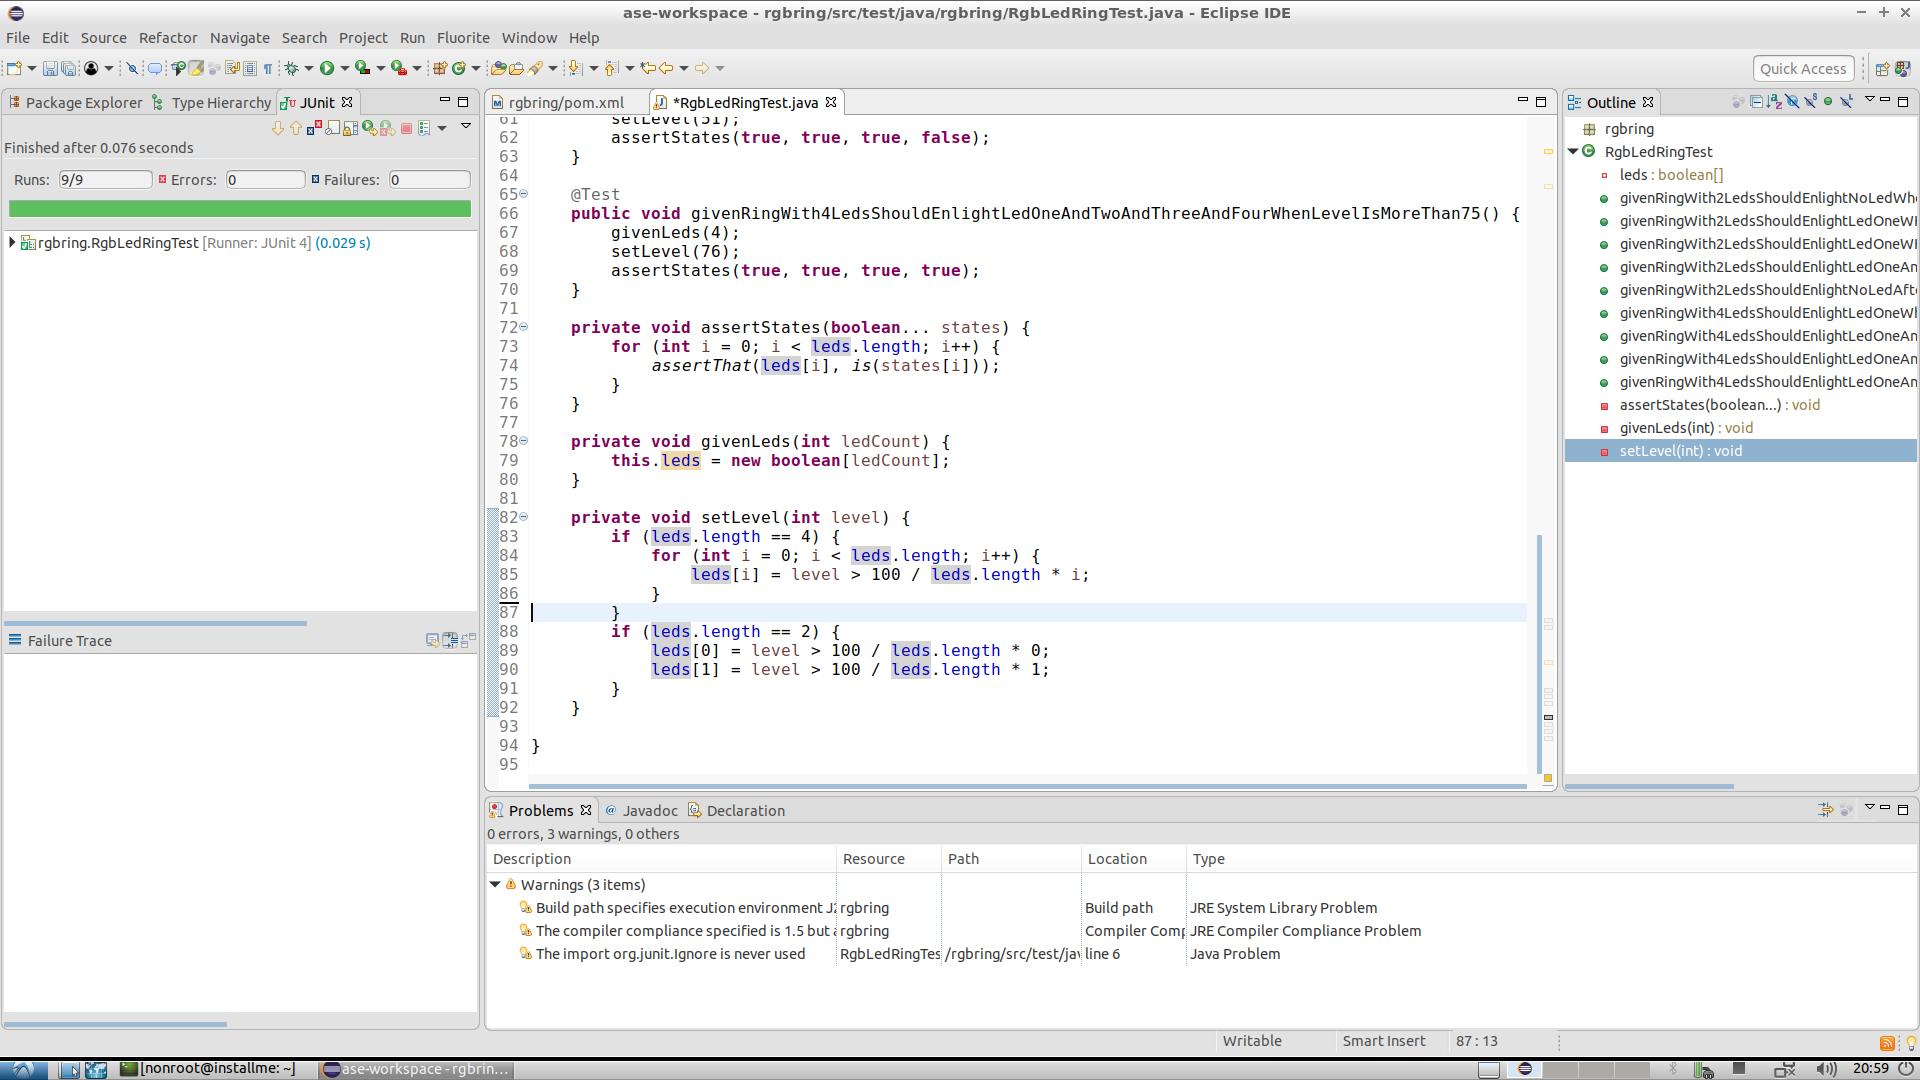 ase-workspace - rgbring/src/test/java/rgbring/RgbLedRingTest.java - Eclipse IDE
File Edit Source Refactor Navigate Search Project Run Fluorite Window Help
Quick Access
Package Explorer Type Hierarchy JUnit
Finished after 0.076 seconds
Runs: 9/9 Errors: 0 Failures: 0
rgbring.RgbLedRingTest [Runner: JUnit 4] (0.029 s)
Failure Trace
rgbring/pom.xml *RgbLedRingTest.java
61 setLevel(51);
62 assertStates(true, true, true, false);
63 }
64
65 @Test
66 public void givenRingWith4LedsShouldEnlightLedOneAndTwoAndThreeAndFourWhenLevelIsMoreThan75() {
67 givenLeds(4);
68 setLevel(76);
69 assertStates(true, true, true, true);
70 }
71
72 private void assertStates(boolean... states) {
73 for (int i = 0; i < leds.length; i++) {
74 assertThat(leds[i], is(states[i]));
75 }
76 }
77
78 private void givenLeds(int ledCount) {
79 this.leds = new boolean[ledCount];
80 }
81
82 private void setLevel(int level) {
83 if (leds.length == 4) {
84 for (int i = 0; i < leds.length; i++) {
85 leds[i] = level > 100 / leds.length * i;
86 }
87 }
88 if (leds.length == 2) {
89 leds[0] = level > 100 / leds.length * 0;
90 leds[1] = level > 100 / leds.length * 1;
91 }
92 }
93
94 }
95
Outline
rgbring
RgbLedRingTest
leds : boolean[]
givenRingWith2LedsShouldEnlightNoLedWhe
givenRingWith2LedsShouldEnlightLedOneWh
givenRingWith2LedsShouldEnlightLedOneWh
givenRingWith2LedsShouldEnlightLedOneAn
givenRingWith2LedsShouldEnlightNoLedAft
givenRingWith4LedsShouldEnlightLedOneWh
givenRingWith4LedsShouldEnlightLedOneAn
givenRingWith4LedsShouldEnlightLedOneAn
givenRingWith4LedsShouldEnlightLedOneAn
assertStates(boolean...) : void
givenLeds(int) : void
setLevel(int) : void
Problems @ Javadoc Declaration
0 errors, 3 warnings, 0 others
Description Resource Path Location Type
Warnings (3 items)
Build path specifies execution environment J2 rgbring Build path JRE System Library Problem
The compiler compliance specified is 1.5 but a rgbring Compiler Comp JRE Compiler Compliance Problem
The import org.junit.Ignore is never used RgbLedRingTes /rgbring/src/test/jav line 6 Java Problem
Writable Smart Insert 87 : 13
[nonroot@installme: ~] ase-workspace - rgbrin... 20:59